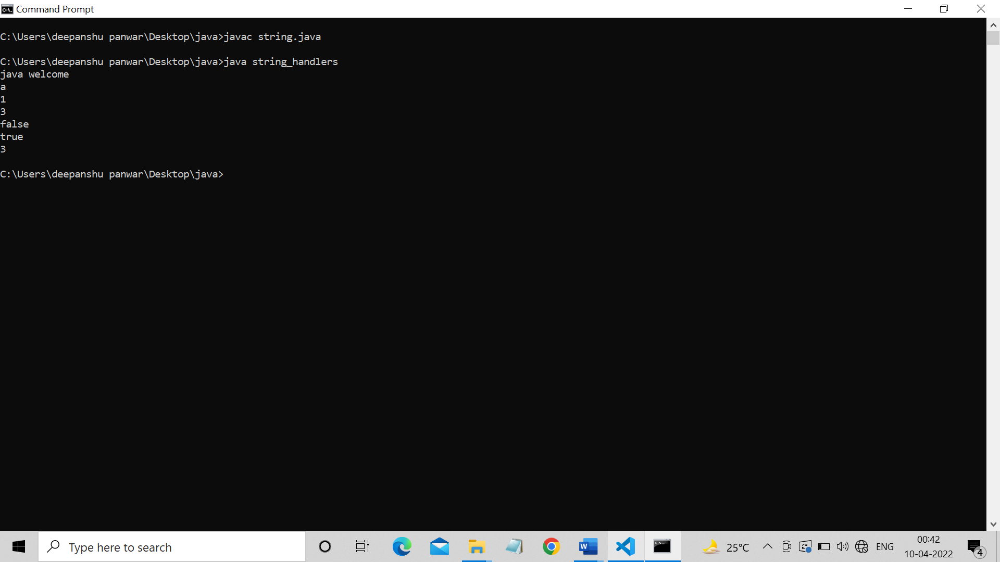 Command Prompt
C:\Users\deepanshu panwar\Desktop\java>javac string.java
C:\Users\deepanshu panwar\Desktop\java>java string_handlers
java welcome
a
1
3
false
true
3
C:\Users\deepanshu panwar\Desktop\java>
Type here to search
25°C
ENG
00:42
10-04-2022
4